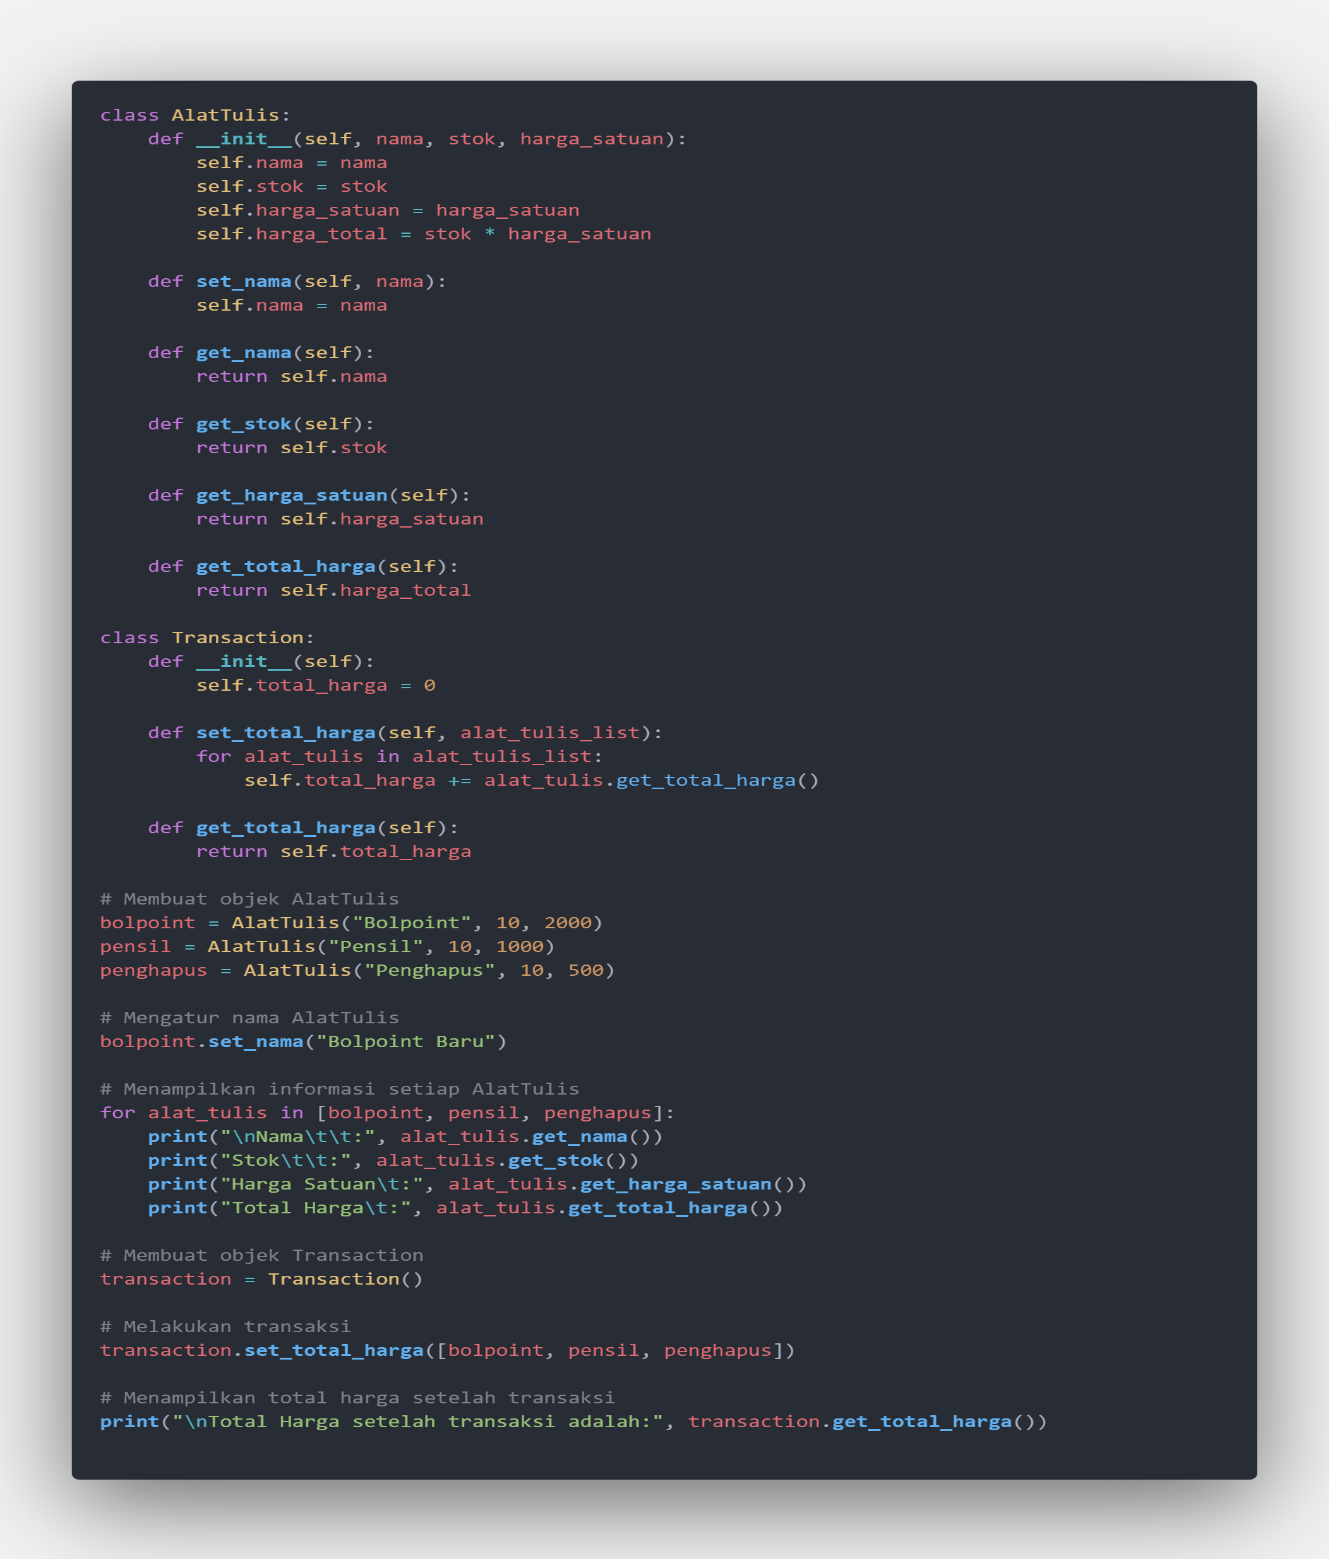 class AlatTulis:
    def __init__(self, nama, stok, harga_satuan):
        self.nama = nama
        self.stok = stok
        self.harga_satuan = harga_satuan
        self.harga_total = stok * harga_satuan

    def set_nama(self, nama):
        self.nama = nama

    def get_nama(self):
        return self.nama

    def get_stok(self):
        return self.stok

    def get_harga_satuan(self):
        return self.harga_satuan

    def get_total_harga(self):
        return self.harga_total

class Transaction:
    def __init__(self):
        self.total_harga = 0

    def set_total_harga(self, alat_tulis_list):
        for alat_tulis in alat_tulis_list:
            self.total_harga += alat_tulis.get_total_harga()

    def get_total_harga(self):
        return self.total_harga

# Membuat objek AlatTulis
bolpoint = AlatTulis("Bolpoint", 10, 2000)
pensil = AlatTulis("Pensil", 10, 1000)
penghapus = AlatTulis("Penghapus", 10, 500)

# Mengatur nama AlatTulis
bolpoint.set_nama("Bolpoint Baru")

# Menampilkan informasi setiap AlatTulis
for alat_tulis in [bolpoint, pensil, penghapus]:
    print("\nNama\t\t:", alat_tulis.get_nama())
    print("Stok\t\t:", alat_tulis.get_stok())
    print("Harga Satuan\t:", alat_tulis.get_harga_satuan())
    print("Total Harga\t:", alat_tulis.get_total_harga())

# Membuat objek Transaction
transaction = Transaction()

# Melakukan transaksi
transaction.set_total_harga([bolpoint, pensil, penghapus])

# Menampilkan total harga setelah transaksi
print("\nTotal Harga setelah transaksi adalah:", transaction.get_total_harga())